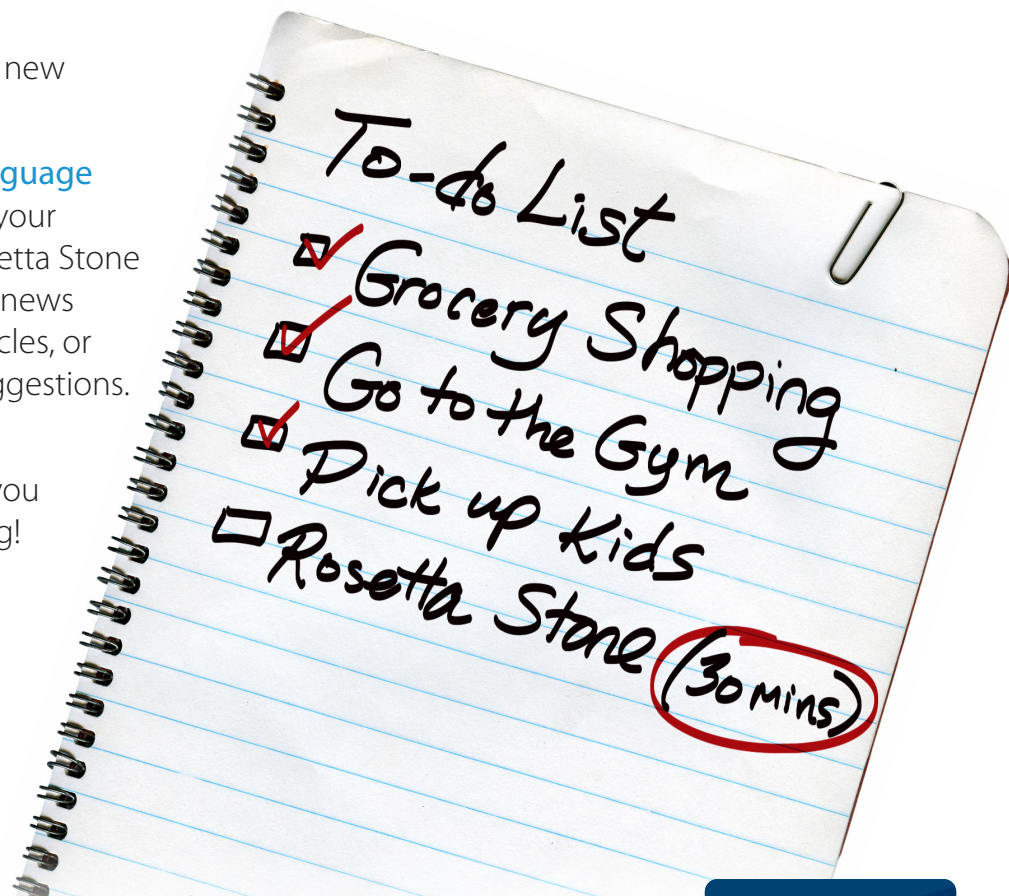 new
guage
your
etta Stone
news
cles, or
ggestions.
you
g!
To-do List
Grocery Shopping
Go to the Gym
Pick up Kids
Rosetta Stone (30 mins)